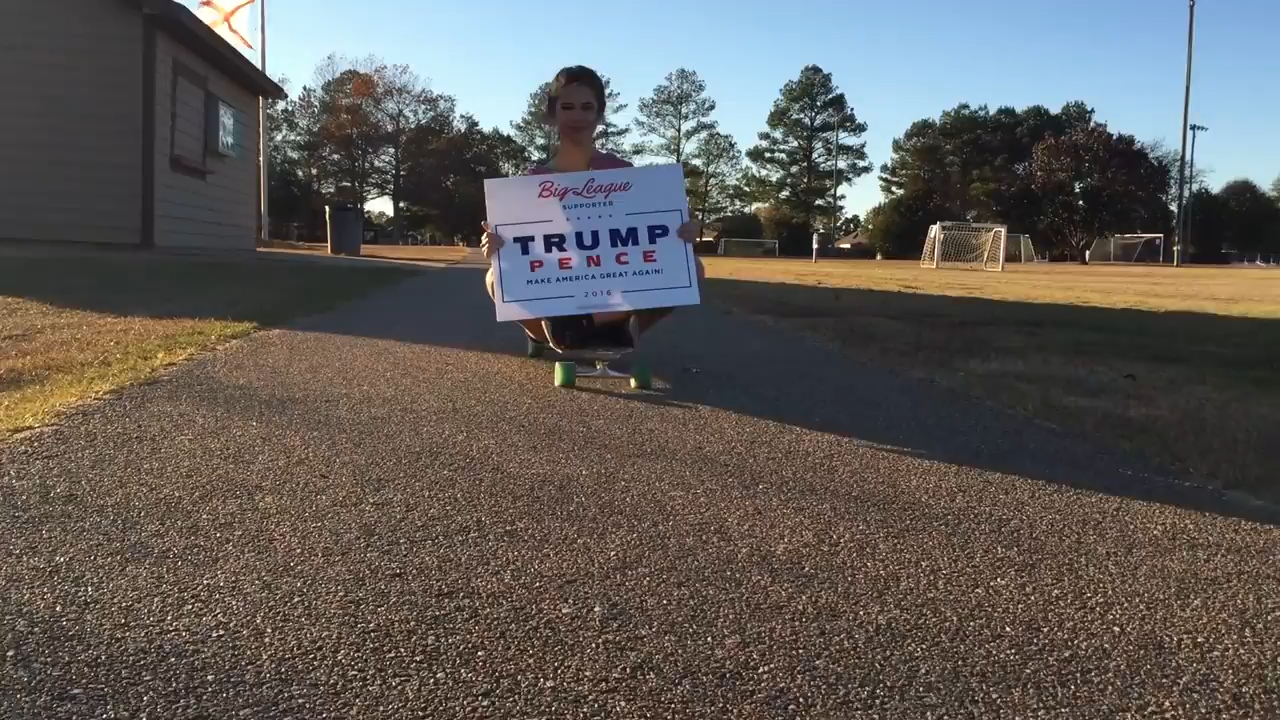 Big-League
SUPPORTER
TRUMP
PENCE
MAKE AMERICA GREAT AGAIN!
2016